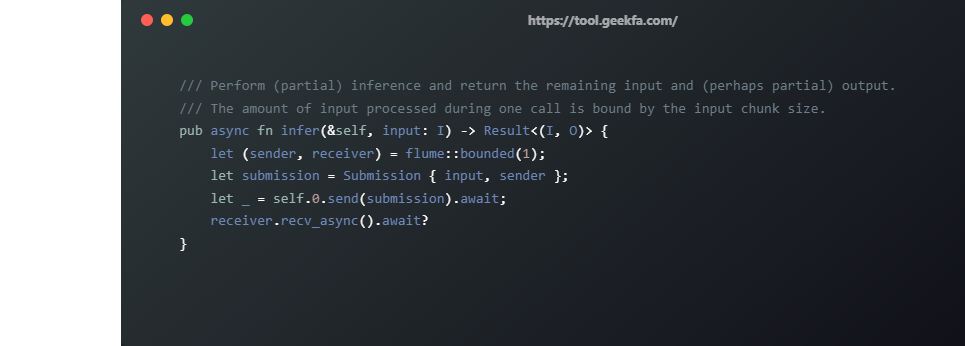 https://tool.geekfa.com/
/// Perform (partial) inference and return the remaining input and (perhaps partial) output.
/// The amount of input processed during one call is bound by the input chunk size.
pub async fn infer(&self, input: I) -> Result<(I, O)> {
    let (sender, receiver) = flume::bounded(1);
    let submission = Submission { input, sender };
    let _ = self.0.send(submission).await;
    receiver.recv_async().await?
}